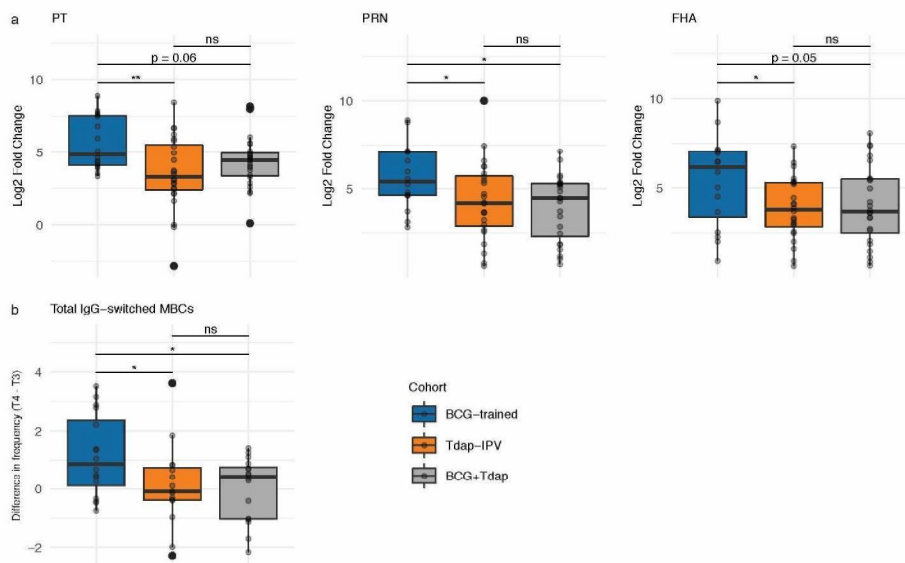 a PT PRN FHA
ns
p = 0.06
**
ns
*
*
ns
p = 0.05
*
Log2 Fold Change
10
5
0
Log2 Fold Change
10
5
Log2 Fold Change
10
5
b Total IgG-switched MBCs
ns
*
*
Difference in frequency (T4 - T3)
4
2
0
-2
Cohort
BCG-trained
Tdap-IPV
BCG+Tdap